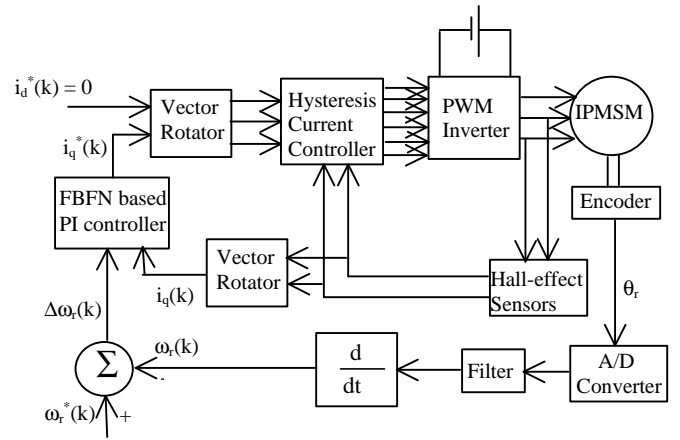 i_d^*(k) = 0
Vector
Rotator
Hysteresis
Current
Controller
PWM
Inverter
IPMSM
i_q^*(k)
FBFN based
PI controller
Encoder
Vector
Rotator
i_q(k)
Hall-effect
Sensors
θ_r
Δω_r(k)
ω_r(k)
Σ
-
d
dt
Filter
A/D
Converter
ω_r^*(k)
+